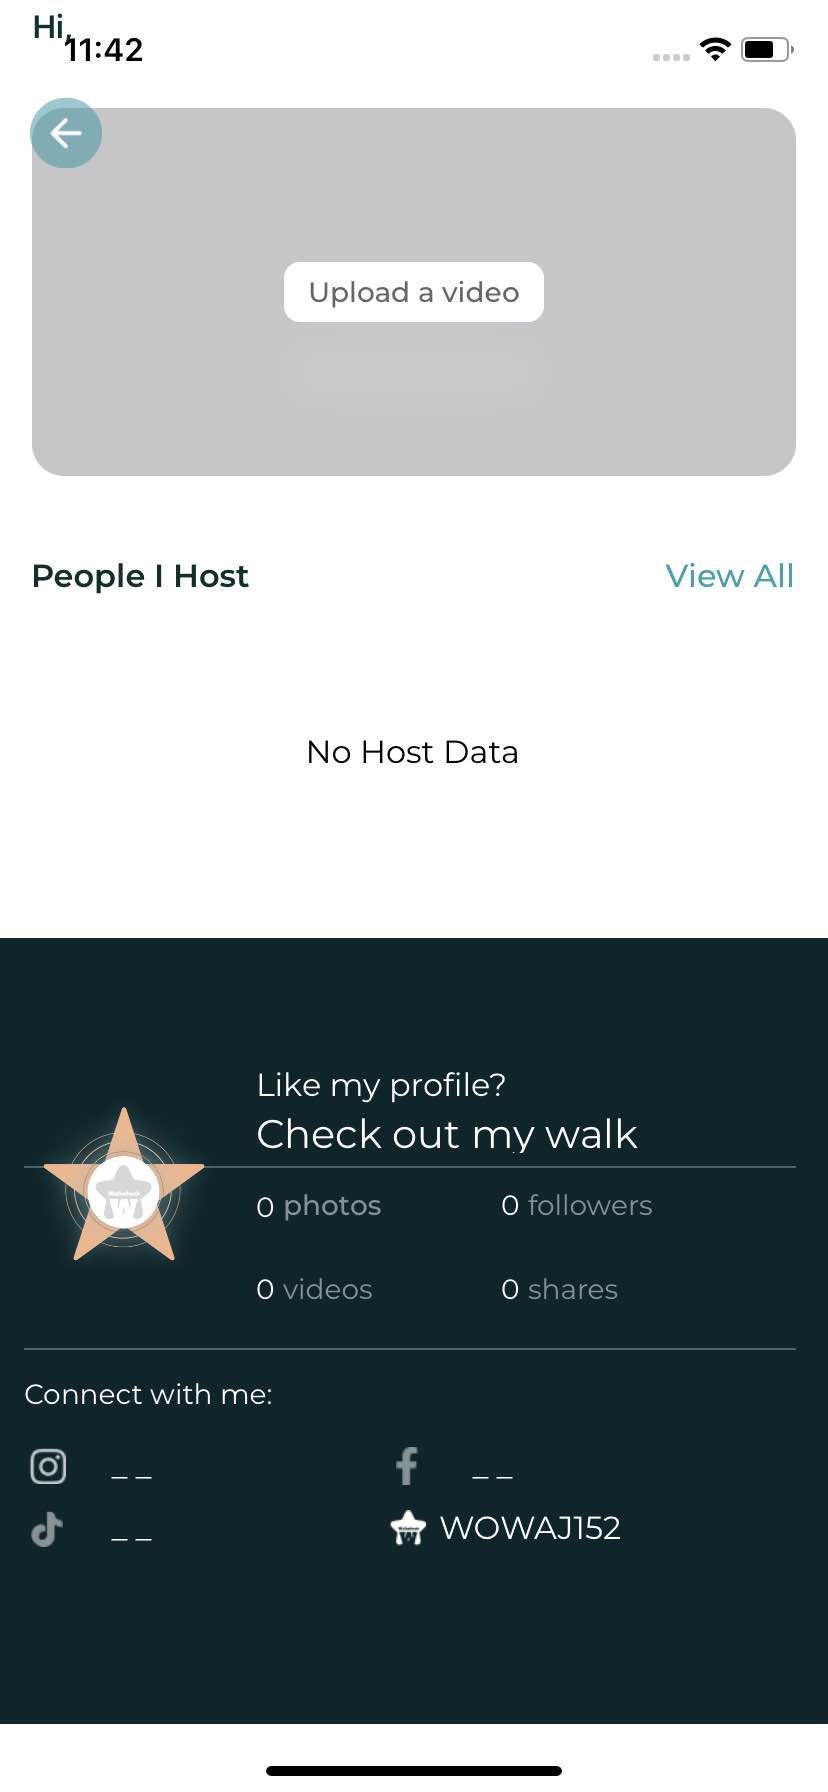 Hi,
11:42
Upload a video
People I Host
View All
No Host Data
Like my profile?
Check out my walk
0 photos
0 followers
0 videos
0 shares
Connect with me:
_ _
_ _
_ _
WOWAJ152